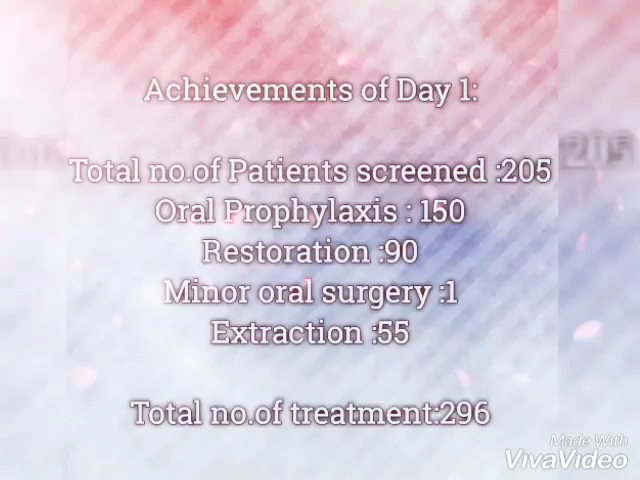 Achievements of Day 1:
Total no.of Patients screened :205
Oral Prophylaxis : 150
Restoration :90
Minor oral surgery :1
Extraction :55
Total no.of treatment:296
205
Made With
VivaVideo